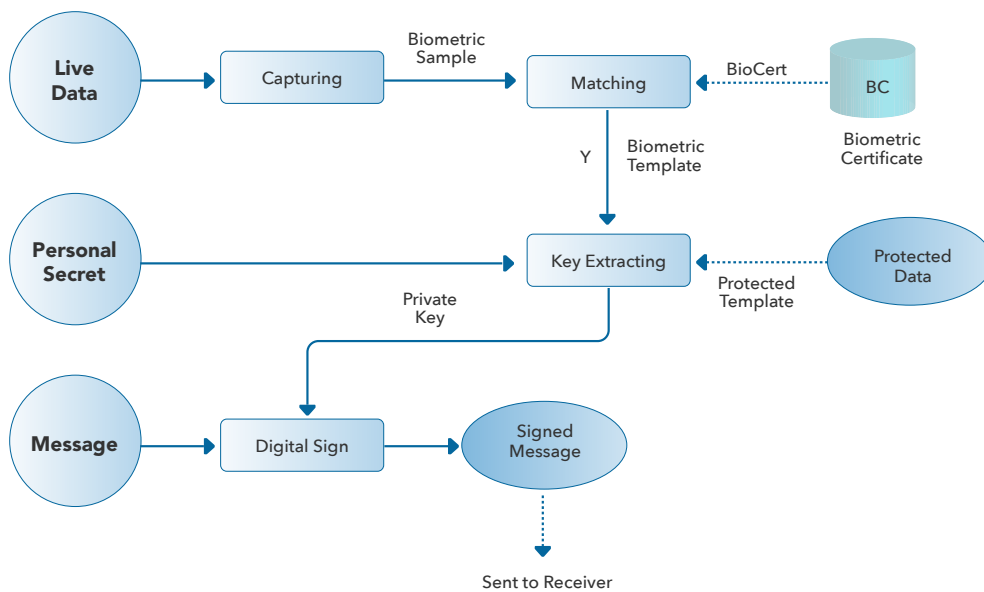 Live
Data
Capturing
Biometric
Sample
Matching
BioCert
BC
Biometric
Certificate
Y
Biometric
Template
Personal
Secret
Key Extracting
Protected
Template
Protected
Data
Private
Key
Message
Digital Sign
Signed
Message
Sent to Receiver